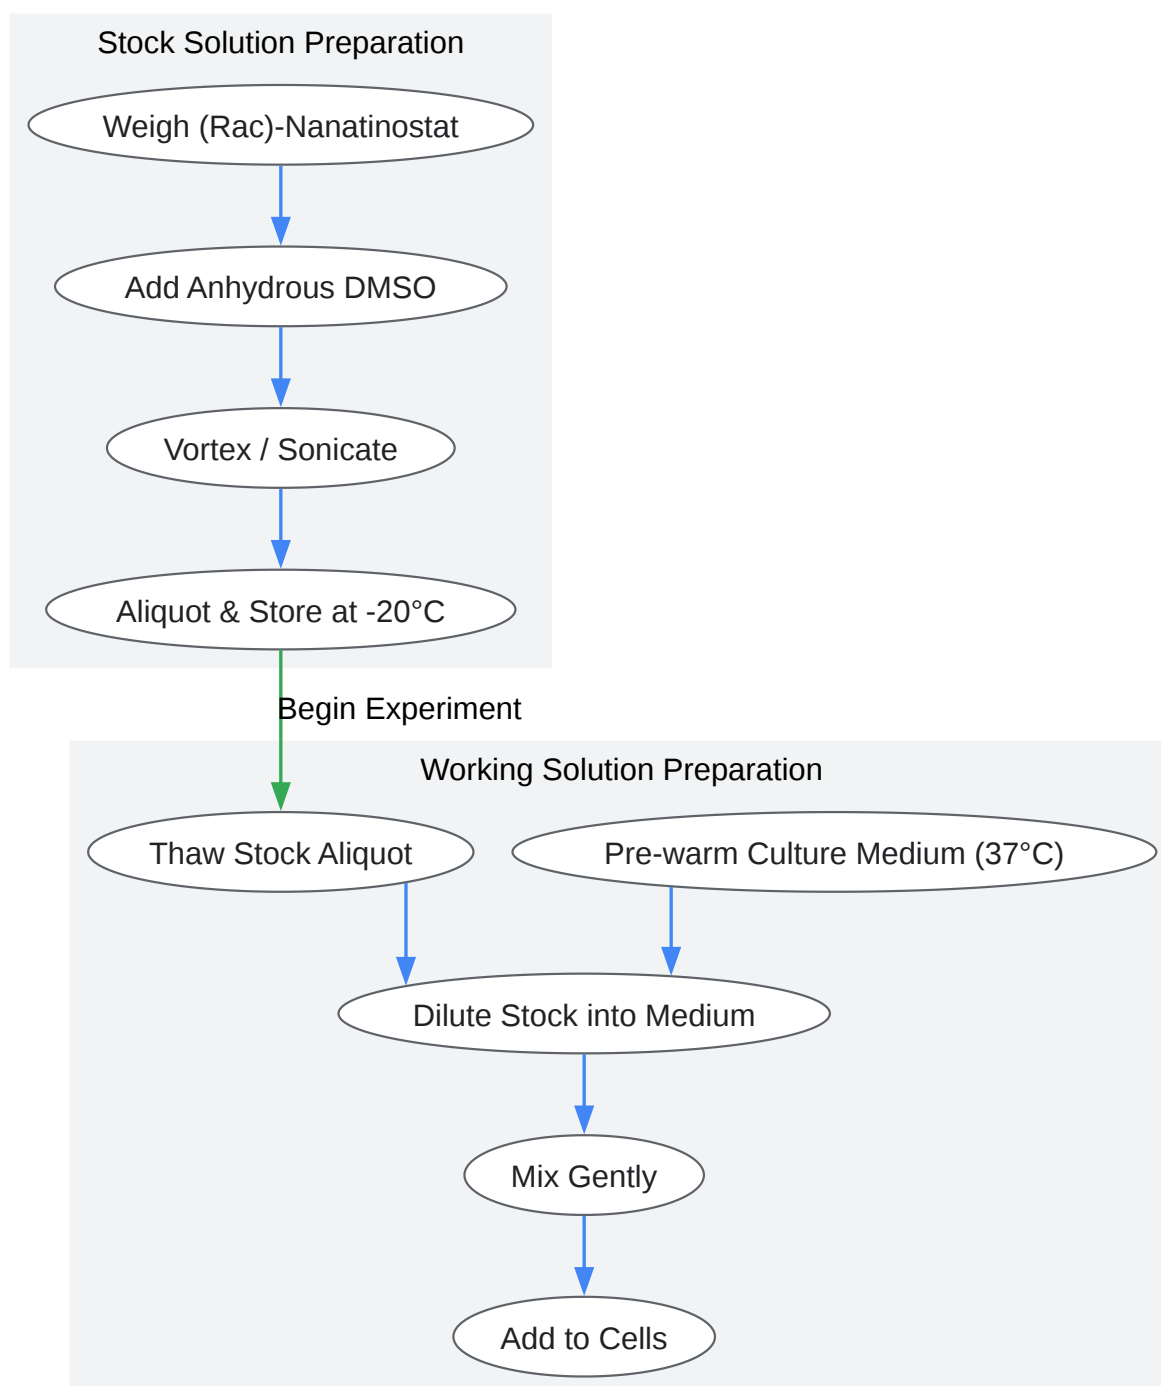 Stock Solution Preparation
Weigh (Rac)-Nanatinostat
Add Anhydrous DMSO
Vortex / Sonicate
Aliquot & Store at -20°C
Begin Experiment
Working Solution Preparation
Thaw Stock Aliquot
Pre-warm Culture Medium (37°C)
Dilute Stock into Medium
Mix Gently
Add to Cells